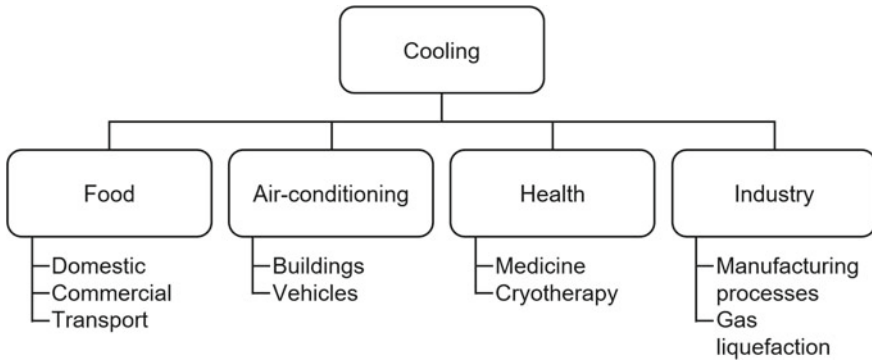 Cooling
Food
Air-conditioning
Health
Industry
Domestic
Commercial
Transport
Buildings
Vehicles
Medicine
Cryotherapy
Manufacturing
processes
Gas
liquefaction